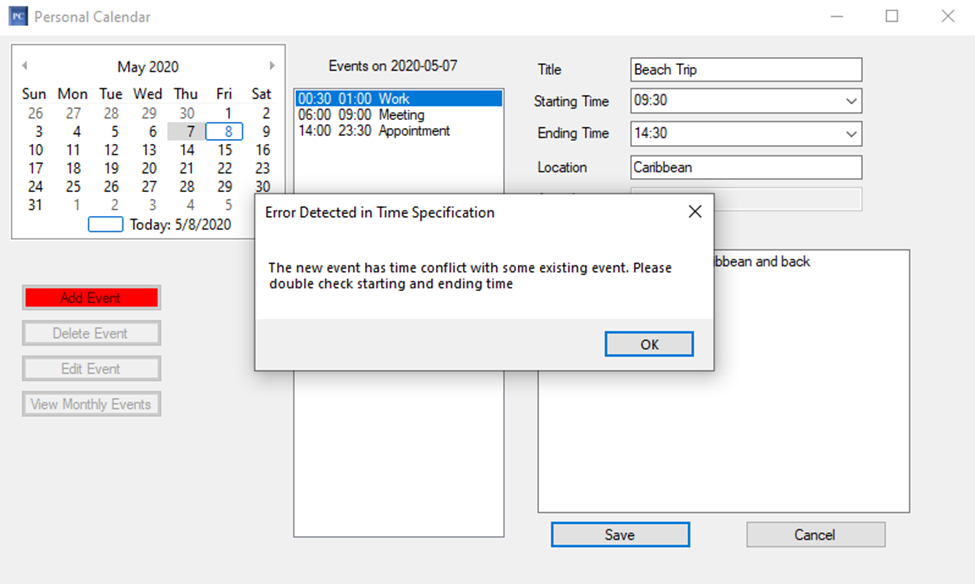 PC Personal Calendar
May 2020
Sun Mon Tue Wed Thu Fri Sat
26 27 28 29 30 1 2
3 4 5 6 7 8 9
10 11 12 13 14 15 16
17 18 19 20 21 22 23
24 25 26 27 28 29 30
31 1 2 3 4 5
Today: 5/8/2020
Add Event
Delete Event
Edit Event
View Monthly Events
Events on 2020-05-07
00:30 01:00 Work
06:00 09:00 Meeting
14:00 23:30 Appointment
Title Beach Trip
Starting Time 09:30
Ending Time 14:30
Location Caribbean
Error Detected in Time Specification
The new event has time conflict with some existing event. Please
double check starting and ending time
OK
and back
Save Cancel